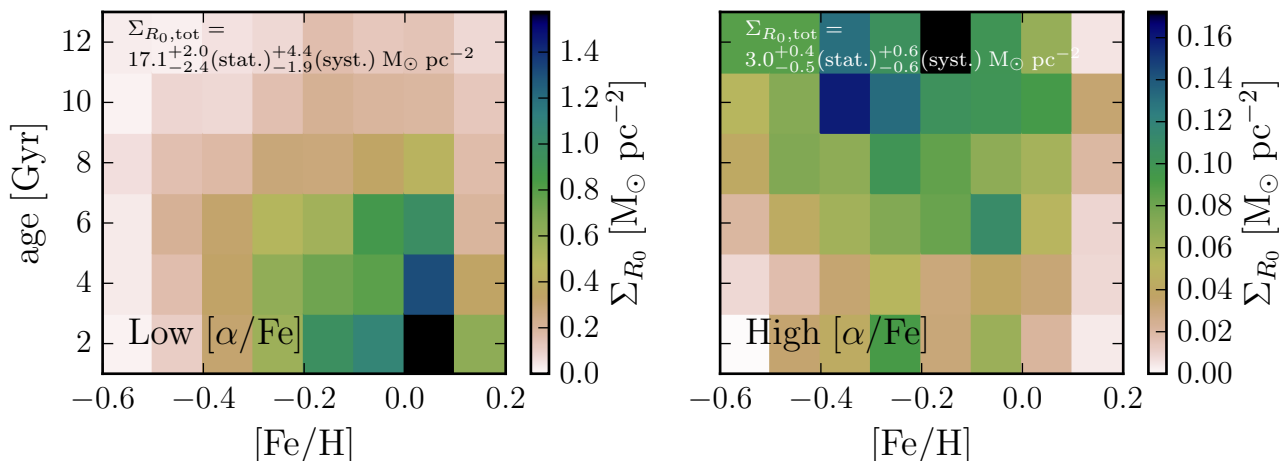 Σ_{R_0,tot} =
17.1^{+2.0}_{-2.4}(stat.)^{+4.4}_{-1.9}(syst.) M_⊙ pc^{−2}
12
10
8
6
4
2
age [Gyr]
Low [α/Fe]
−0.6 −0.4 −0.2 0.0 0.2
[Fe/H]
1.4
1.2
1.0
0.8
0.6
0.4
0.2
0.0
Σ_{R_0} [M_⊙ pc^{−2}]
Σ_{R_0,tot} =
3.0^{+0.4}_{-0.5}(stat.)^{+0.6}_{-0.6}(syst.) M_⊙ pc^{−2}
High [α/Fe]
−0.6 −0.4 −0.2 0.0 0.2
[Fe/H]
0.16
0.14
0.12
0.10
0.08
0.06
0.04
0.02
0.00
Σ_{R_0} [M_⊙ pc^{−2}]